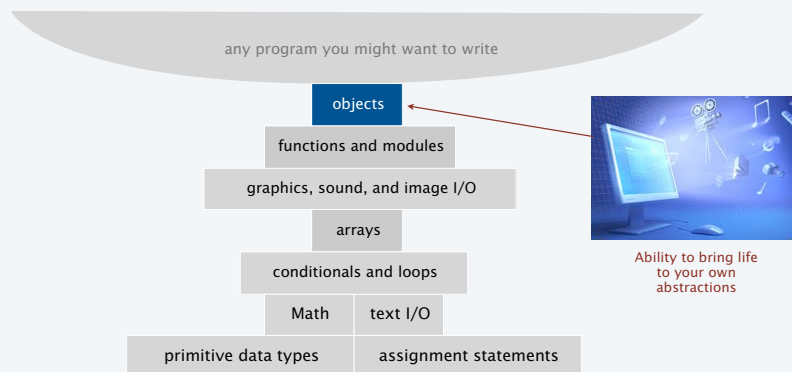 any program you might want to write
objects
functions and modules
graphics, sound, and image I/O
arrays
conditionals and loops
Math
text I/O
primitive data types
assignment statements
Ability to bring life
to your own
abstractions